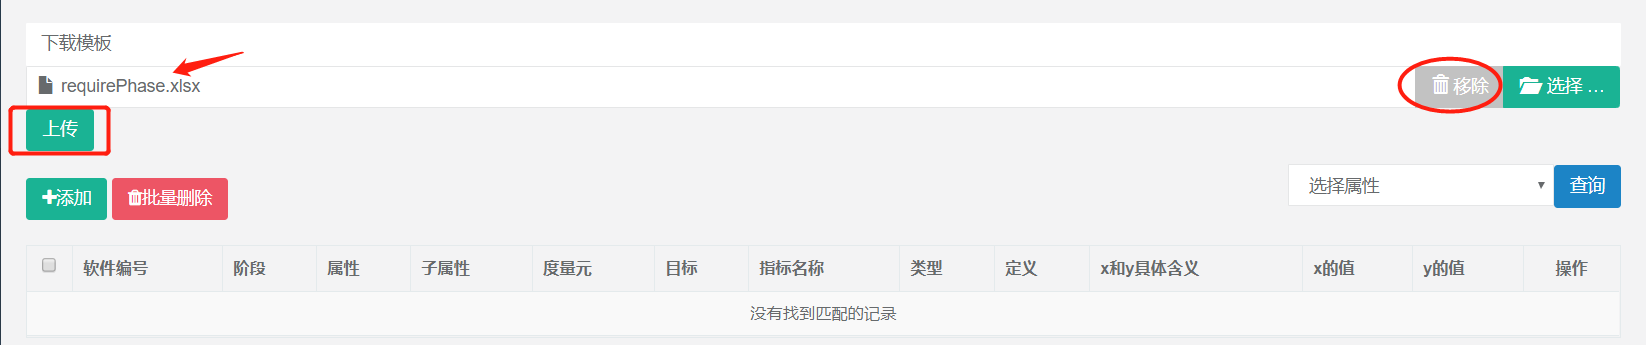 下载模板
requirePhase.xlsx 移除 选择 ...
上传
添加 批量删除 选择属性 查询
软件编号 阶段 属性 子属性 度量元 目标 指标名称 类型 定义 x和y具体含义 x的值 y的值 操作
没有找到匹配的记录